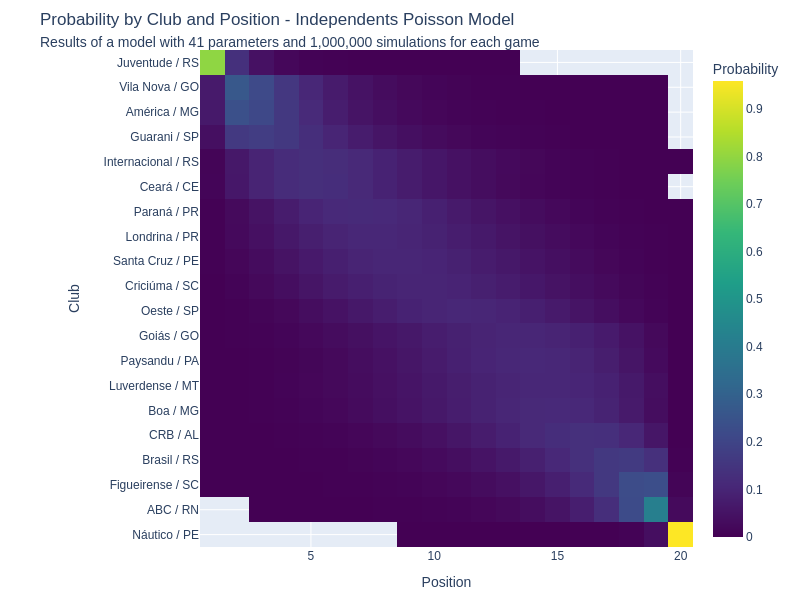 Probability by Club and Position - Independents Poisson Model
Results of a model with 41 parameters and 1,000,000 simulations for each game
Probability
Club
Juventude / RS
Vila Nova / GO
América / MG
Guarani / SP
Internacional / RS
Ceará / CE
Paraná / PR
Londrina / PR
Santa Cruz / PE
Criciúma / SC
Oeste / SP
Goiás / GO
Paysandu / PA
Luverdense / MT
Boa / MG
CRB / AL
Brasil / RS
Figueirense / SC
ABC / RN
Náutico / PE
0.9
0.8
0.7
0.6
0.5
0.4
0.3
0.2
0.1
0
5 10 15 20
Position